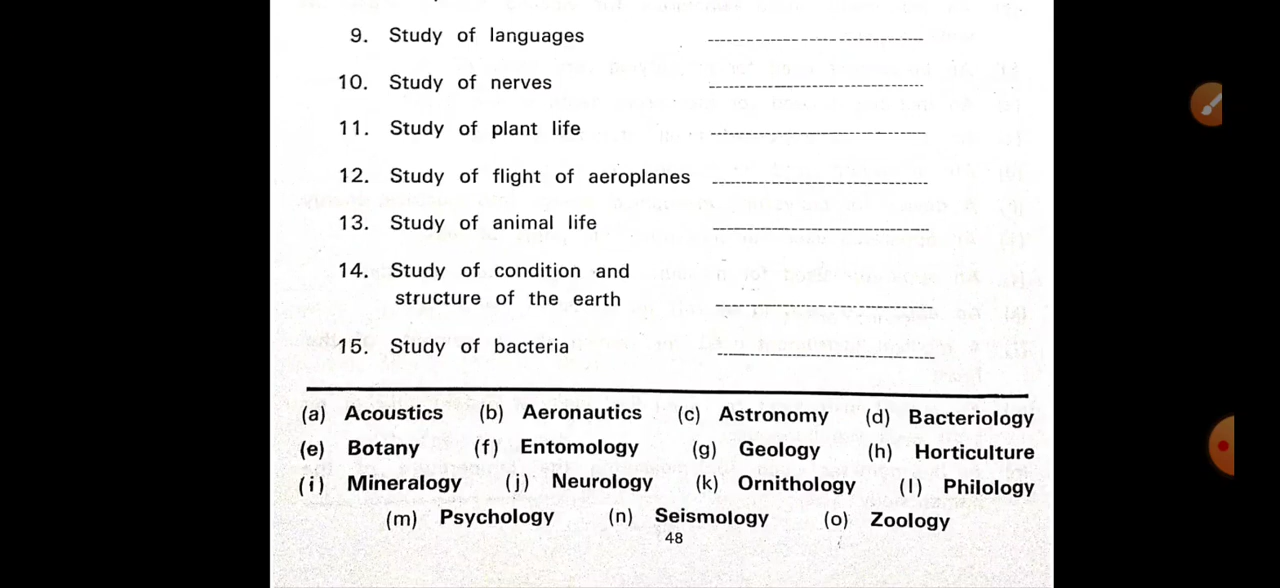 9. Study of languages
10. Study of nerves
11. Study of plant life
12. Study of flight of aeroplanes
13. Study of animal life
14. Study of condition and
structure of the earth
15. Study of bacteria
(a) Acoustics (b) Aeronautics (c) Astronomy (d) Bacteriology
(e) Botany (f) Entomology (g) Geology (h) Horticulture
(i) Mineralogy (j) Neurology (k) Ornithology (l) Philology
(m) Psychology (n) Seismology (o) Zoology
48